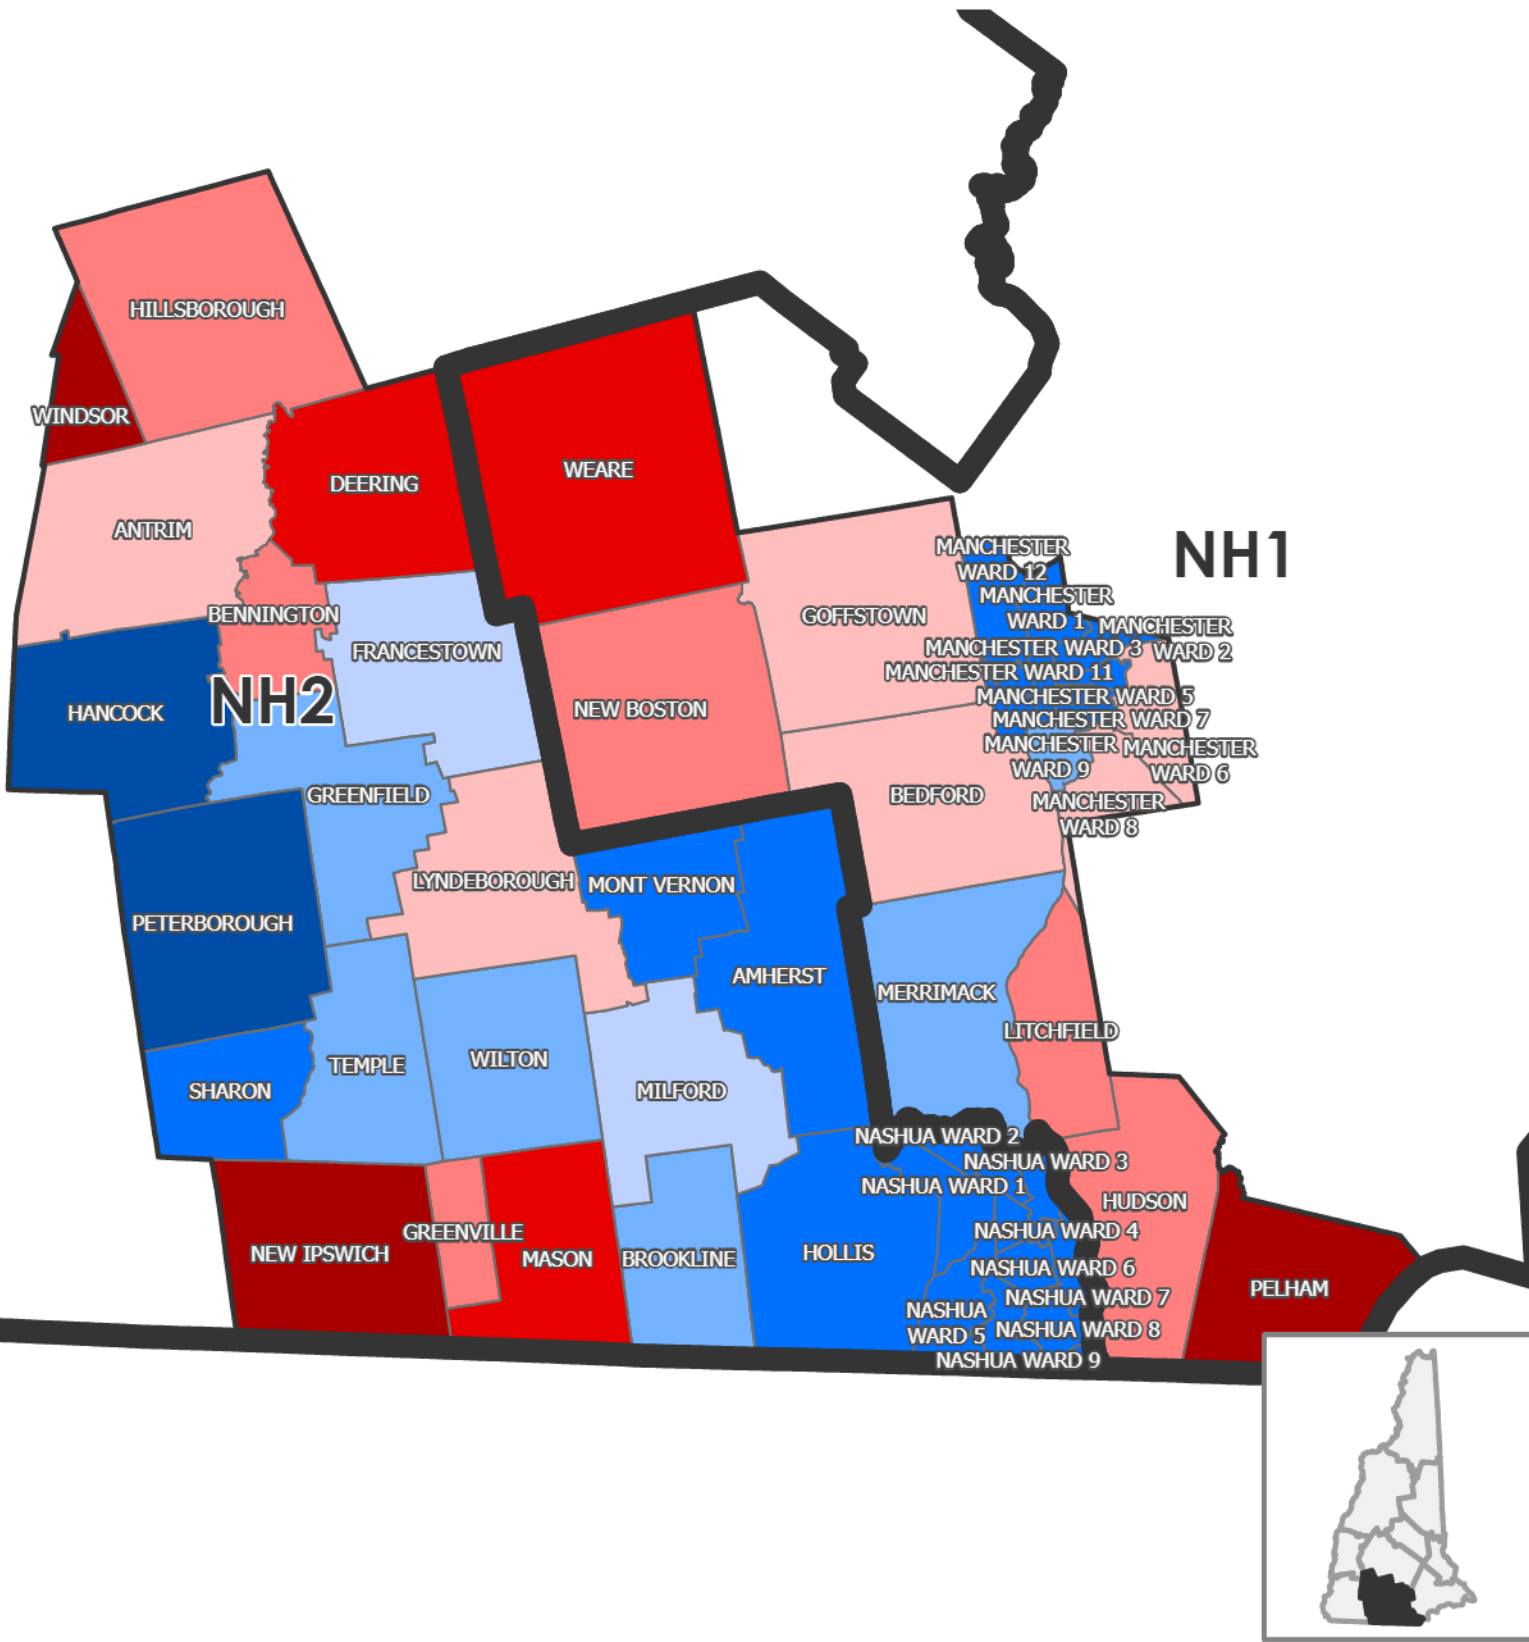 HILLSBOROUGH
WINDSOR
DEERING
WEARE
ANTRIM
MANCHESTER
WARD 12
NH1
MANCHESTER
WARD 1
BENNINGTON
GOFFSTOWN
MANCHESTER
WARD 2
FRANCESTOWN
MANCHESTER WARD 3
MANCHESTER WARD 11
MANCHESTER WARD 5
HANCOCK
NH2
NEW BOSTON
MANCHESTER WARD 7
MANCHESTER
WARD 9
MANCHESTER
WARD 6
GREENFIELD
BEDFORD
MANCHESTER
WARD 8
LYNDEBOROUGH
MONT VERNON
PETERBOROUGH
AMHERST
MERRIMACK
LITCHFIELD
TEMPLE
WILTON
SHARON
MILFORD
NASHUA WARD 2
NASHUA WARD 3
NASHUA WARD 1
HUDSON
GREENVILLE
NASHUA WARD 4
NEW IPSWICH
MASON
BROOKLINE
HOLLIS
NASHUA WARD 6
PELHAM
NASHUA WARD 7
NASHUA
WARD 5
NASHUA WARD 8
NASHUA WARD 9